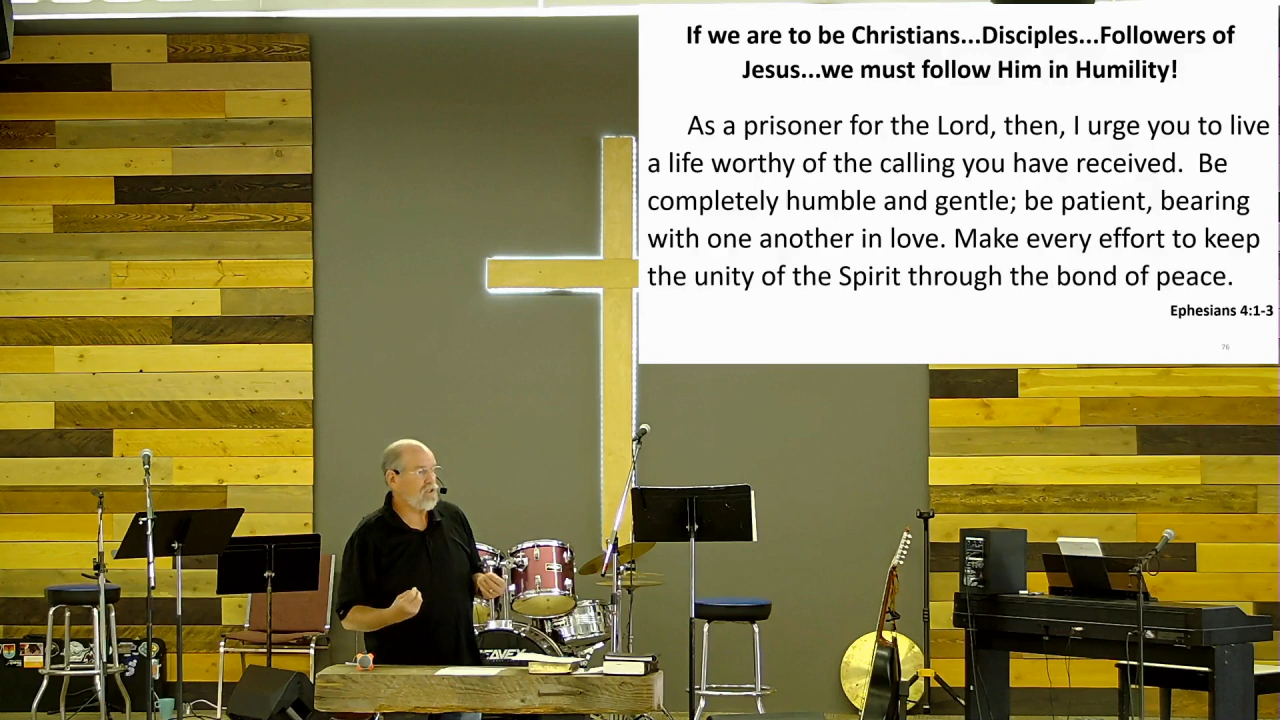 If we are to be Christians...Disciples...Followers of
Jesus...we must follow Him in Humility!
As a prisoner for the Lord, then, I urge you to live
a life worthy of the calling you have received.  Be
completely humble and gentle; be patient, bearing
with one another in love. Make every effort to keep
the unity of the Spirit through the bond of peace.
Ephesians 4:1-3
76